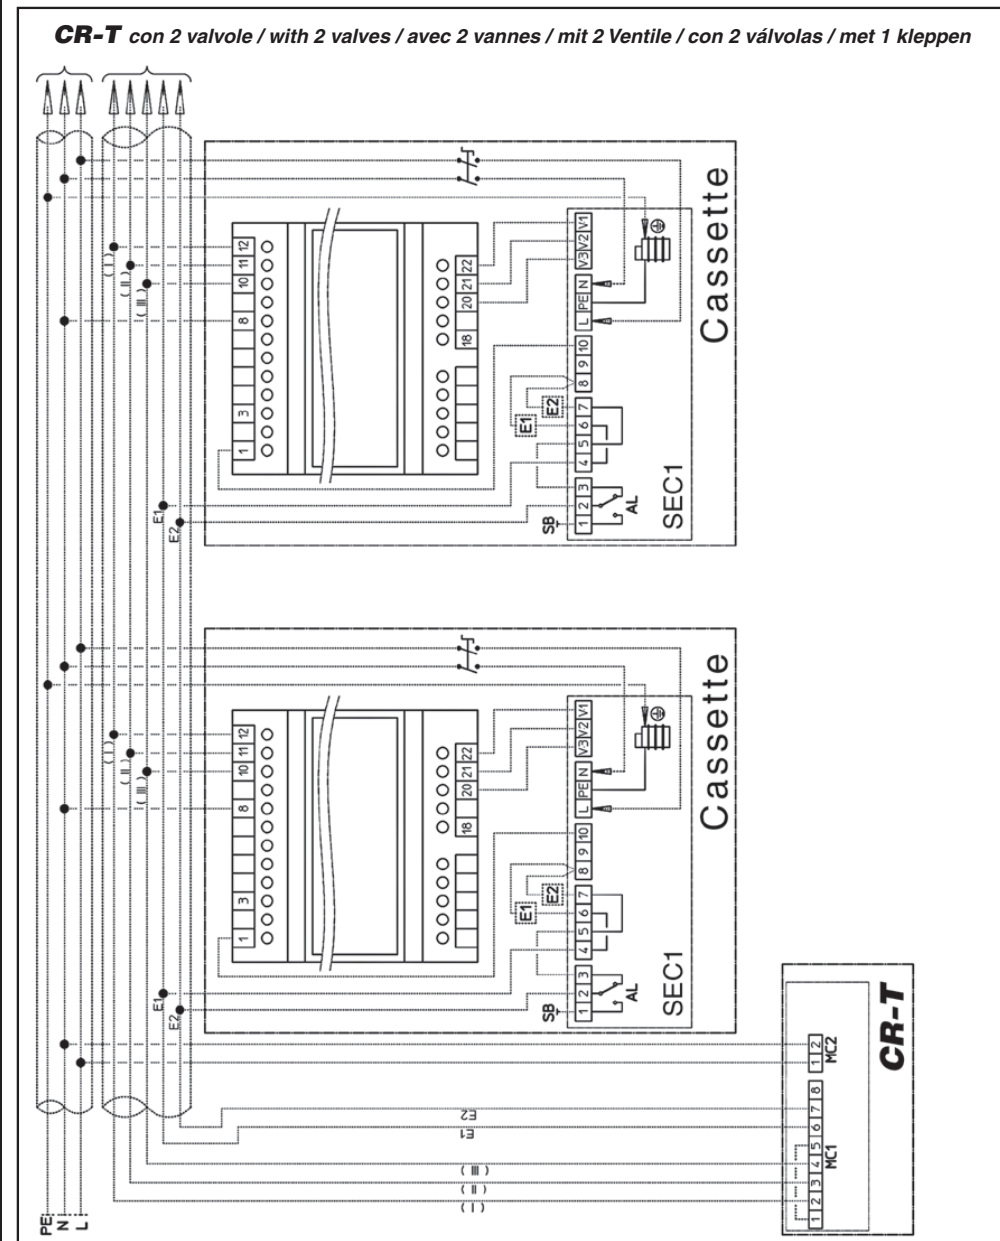 CR-T con 2 valvole / with 2 valves / avec 2 vannes / mit 2 Ventile / con 2 válvolas / met 1 kleppen
12
11
10
8
3
1
( I )
( II )
( III )
22
21
20
18
V1
V2
V3
N
PE
L
10
9
8
7
6
5
4
3
2
1
E1
E2
SB
AL
SEC1
Cassette
E1
E2
12
11
10
8
3
1
( I )
( II )
( III )
22
21
20
18
V1
V2
V3
N
PE
L
10
9
8
7
6
5
4
3
2
1
E1
E2
SB
AL
SEC1
Cassette
E1
E2
E2
E1
( III )
( II )
( I )
PE
N
L
1 2
MC2
1 2 3 4 5 6 7 8
MC1
CR-T